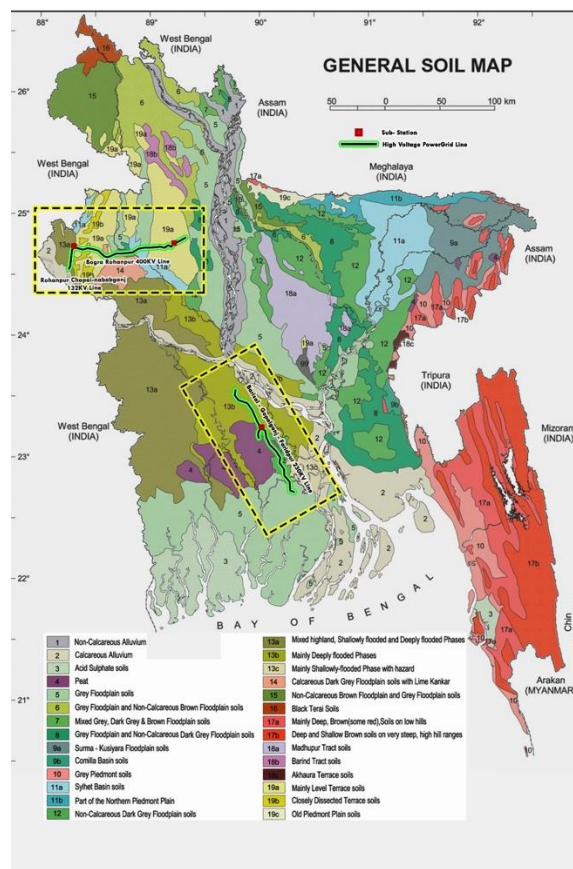 88° 89° 90° 91° 92°
West Bengal
(INDIA)
GENERAL SOIL MAP
50 0 50 100 km
Sub- Station
High Voltage PowerGrid Line
26°
Assam
(INDIA)
West Bengal
(INDIA)
Meghalaya
(INDIA)
25°
Assam
(INDIA)
Bogra Rohanpur 400KV Line
Rohanpur Chapai-nababganj
132KV Line
24°
Tripura
(INDIA)
West Bengal
(INDIA)
Mizoram
(INDIA)
23°
22°
BAY OF BENGAL
Chin
Arakan
(MYANMAR)
21°
1 Non-Calcareous Alluvium
2 Calcareous Alluvium
3 Acid Sulphate soils
4 Peat
5 Grey Floodplain soils
6 Grey Floodplain and Non-Calcareous Brown Floodplain soils
7 Mixed Grey, Dark Grey & Brown Floodplain soils
8 Grey Floodplain and Non-Calcareous Dark Grey Floodplain soils
9a Surma - Kusiyara Floodplain soils
9b Comilla Basin soils
10 Grey Piedmont soils
11a Sylhet Basin soils
11b Part of the Northern Piedmont Plain
12 Non-Calcareous Dark Grey Floodplain soils
13a Mixed highland, Shallowly flooded and Deeply flooded Phases
13b Mainly Deeply flooded Phases
13c Mainly Shallowly-flooded Phase with hazard
14 Calcareous Dark Grey Floodplain soils with Lime Kankar
15 Non-Calcareous Brown Floodplain and Grey Floodplain soils
16 Black Terai Soils
17a Mainly Deep, Brown(some red),Soils on low hills
17b Deep and Shallow Brown soils on very steep, high hill ranges
18a Madhupur Tract soils
18b Barind Tract soils
Akhaura Terrace soils
19a Mainly Level Terrace soils
19b Closely Dissected Terrace soils
19c Old Piedmont Plain soils